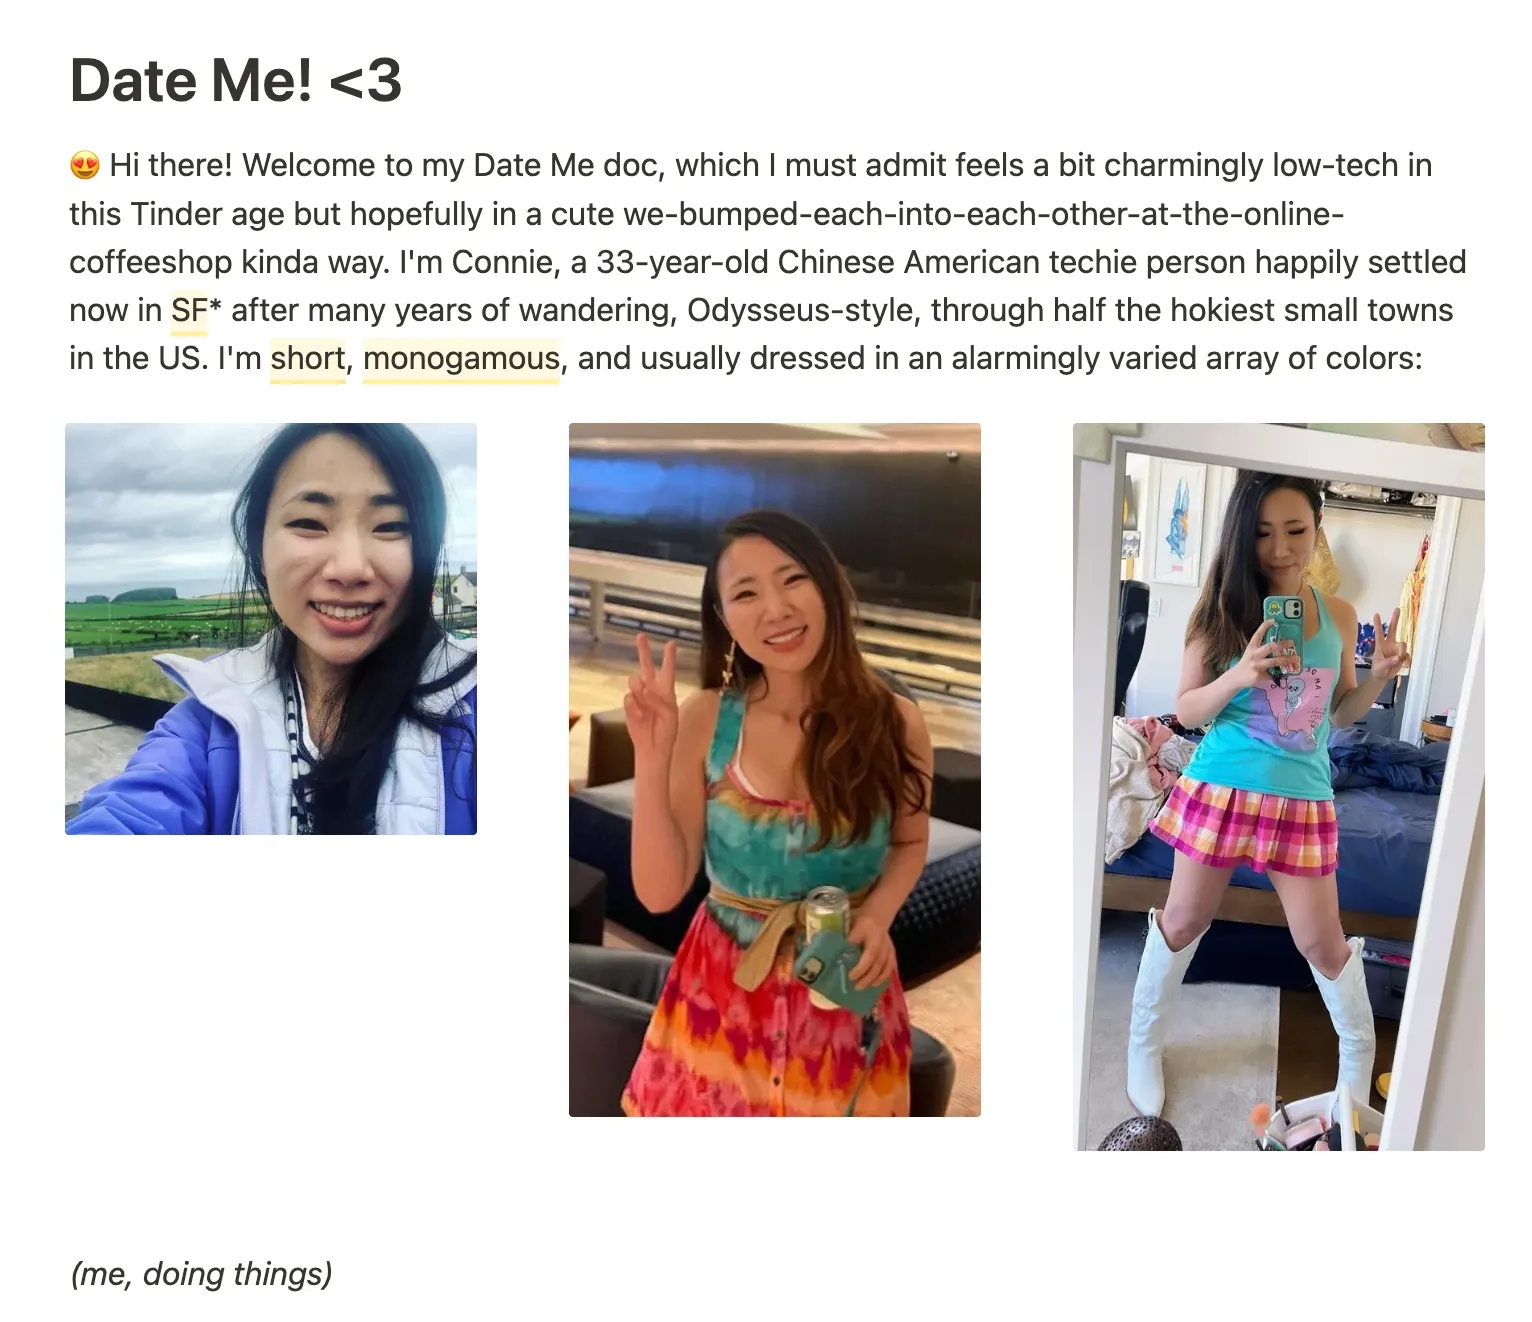 Date Me! <3
😍 Hi there! Welcome to my Date Me doc, which I must admit feels a bit charmingly low-tech in
this Tinder age but hopefully in a cute we-bumped-each-into-each-other-at-the-online-
coffeeshop kinda way. I'm Connie, a 33-year-old Chinese American techie person happily settled
now in SF* after many years of wandering, Odysseus-style, through half the hokiest small towns
in the US. I'm short, monogamous, and usually dressed in an alarmingly varied array of colors:
(me, doing things)